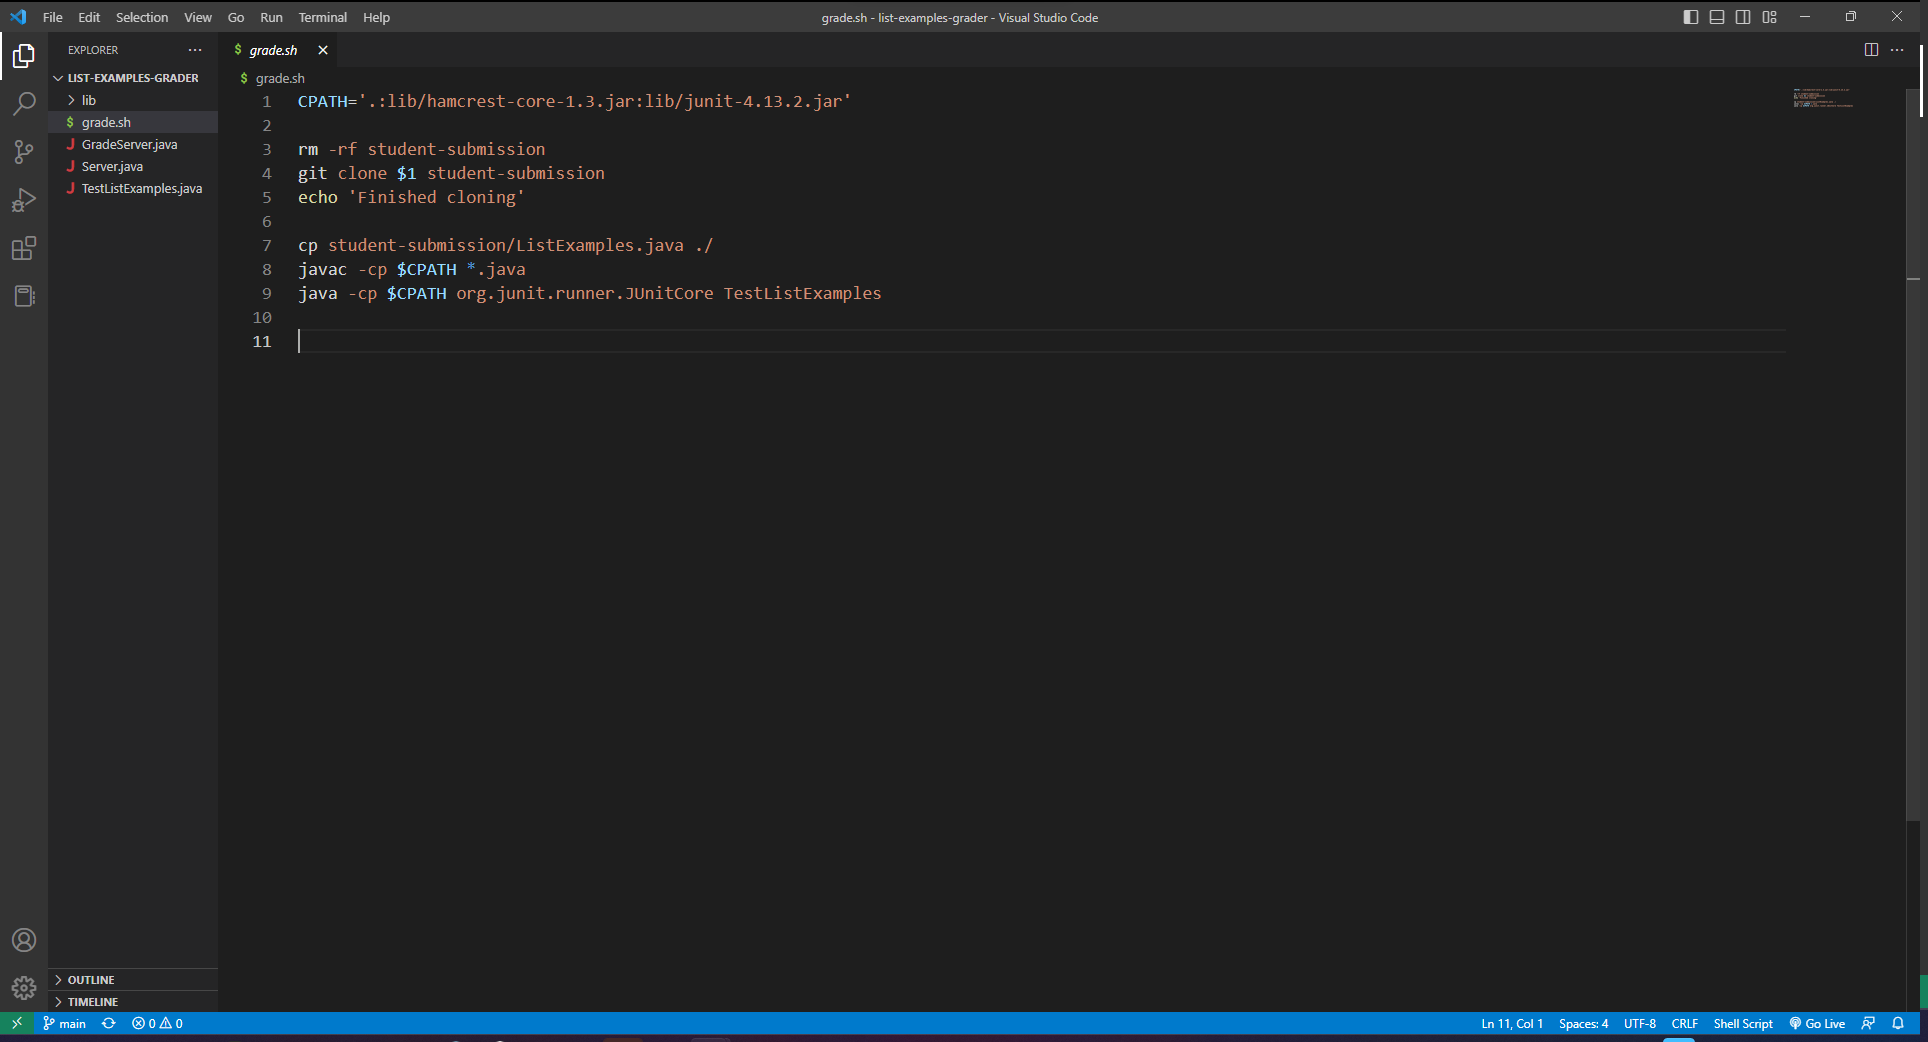 File Edit Selection View Go Run Terminal Help
grade.sh - list-examples-grader - Visual Studio Code
EXPLORER
LIST-EXAMPLES-GRADER
lib
$ grade.sh
J GradeServer.java
J Server.java
J TestListExamples.java
OUTLINE
TIMELINE
$ grade.sh
$ grade.sh
1 CPATH='.:lib/hamcrest-core-1.3.jar:lib/junit-4.13.2.jar'
2
3 rm -rf student-submission
4 git clone $1 student-submission
5 echo 'Finished cloning'
6
7 cp student-submission/ListExamples.java ./
8 javac -cp $CPATH *.java
9 java -cp $CPATH org.junit.runner.JUnitCore TestListExamples
10
11
main 0 0 Ln 11, Col 1 Spaces: 4 UTF-8 CRLF Shell Script Go Live